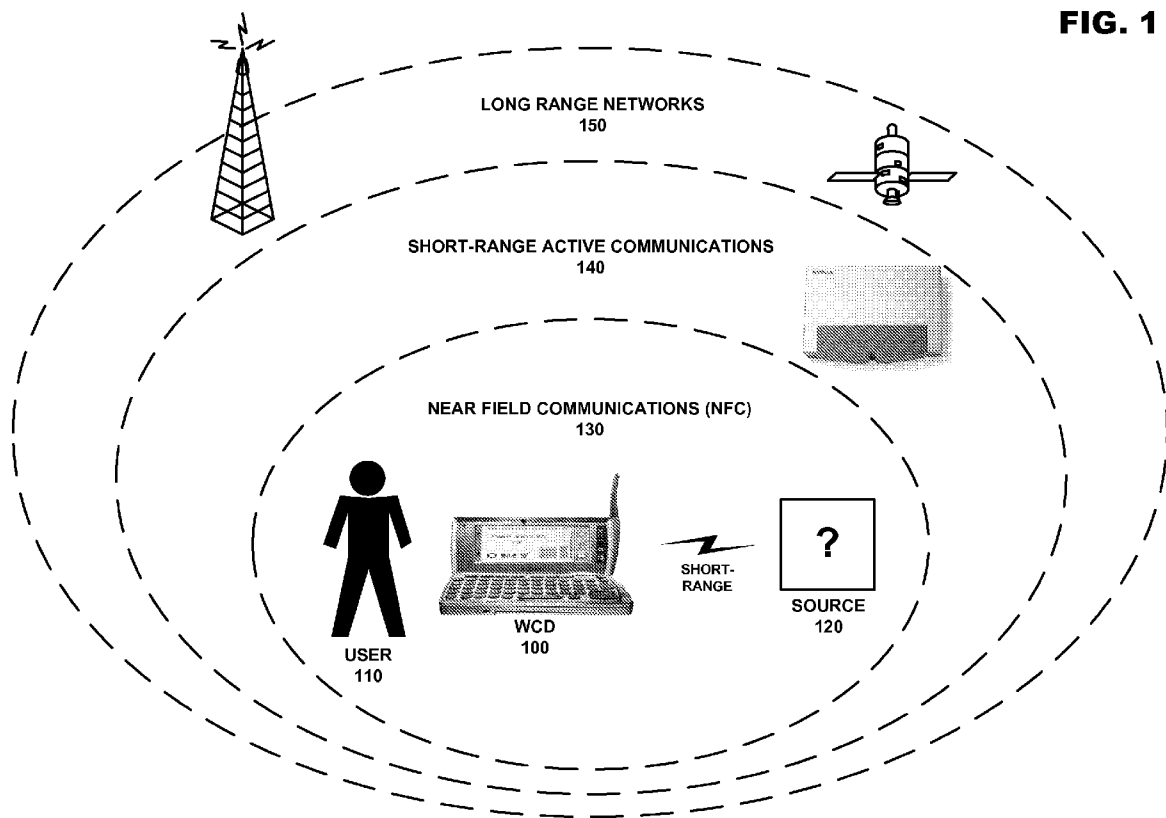 FIG. 1
LONG RANGE NETWORKS
150
SHORT-RANGE ACTIVE COMMUNICATIONS
140
NEAR FIELD COMMUNICATIONS (NFC)
130
?
SHORT-
RANGE
SOURCE
120
WCD
100
USER
110